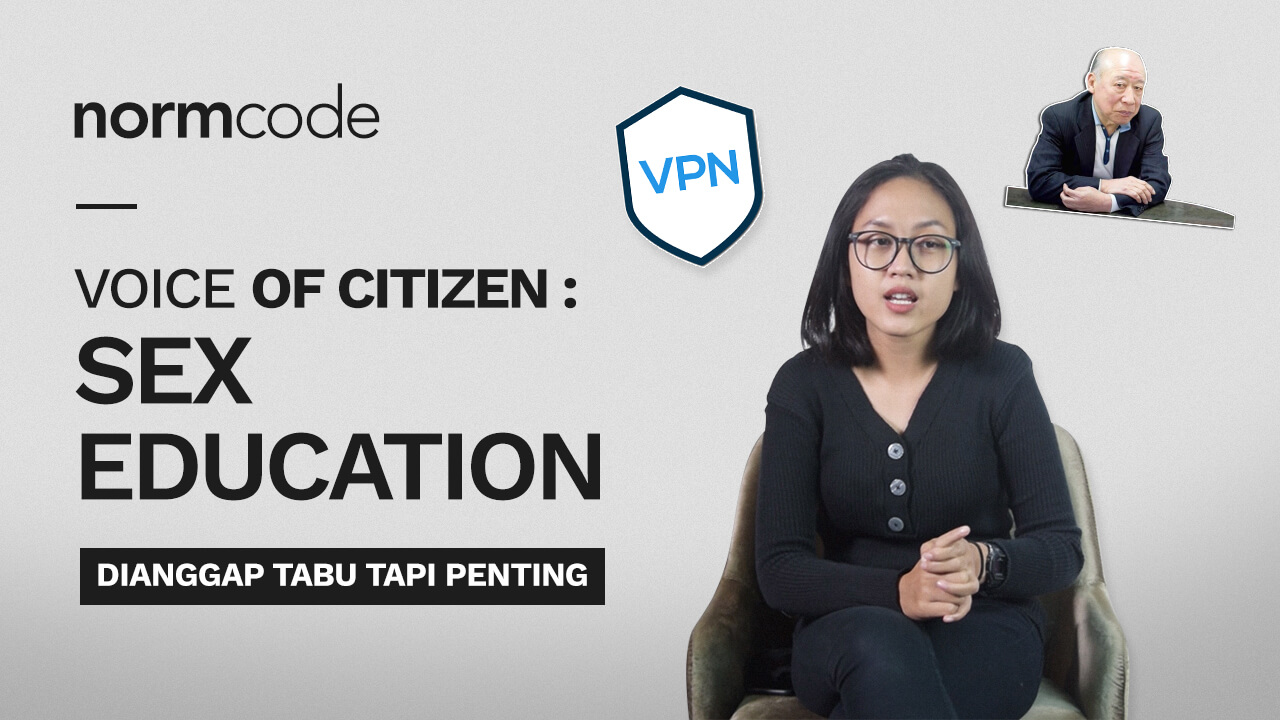 normcode
VOICE OF CITIZEN :
SEX
EDUCATION
DIANGGAP TABU TAPI PENTING
VPN